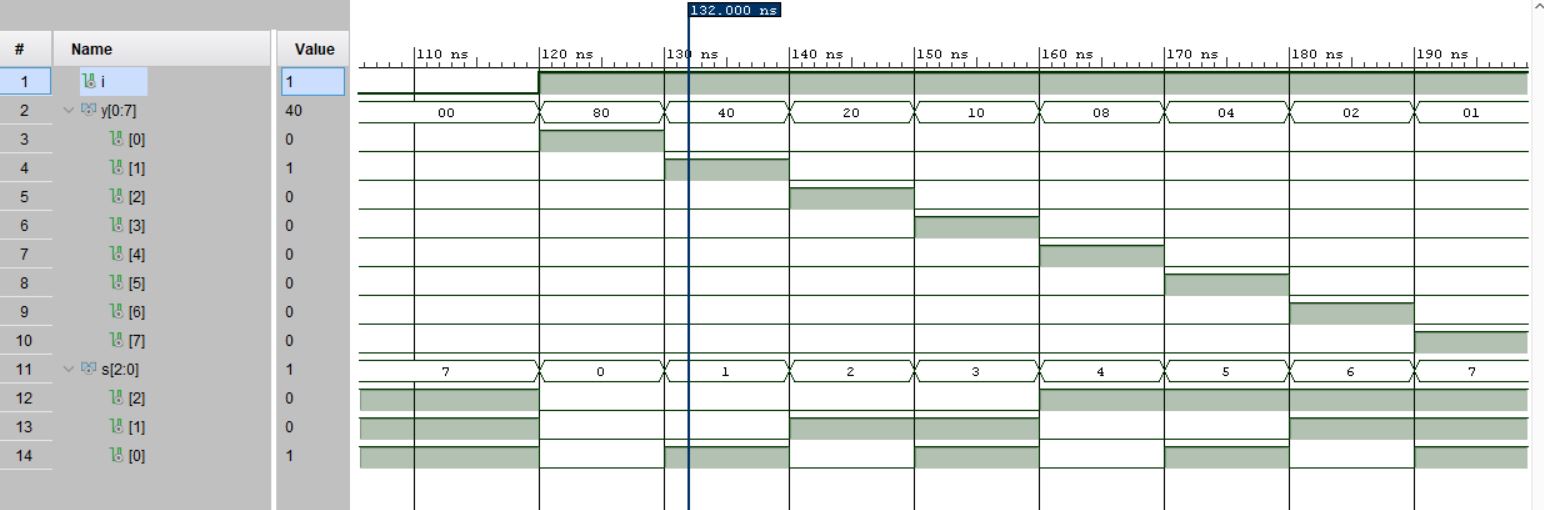 132.000 ns
# Name Value
110 ns 120 ns 130 ns 140 ns 150 ns 160 ns 170 ns 180 ns 190 ns
1 i 1
2 y[0:7] 40 00 80 40 20 10 08 04 02 01
3 [0] 0
4 [1] 1
5 [2] 0
6 [3] 0
7 [4] 0
8 [5] 0
9 [6] 0
10 [7] 0
11 s[2:0] 1 7 0 1 2 3 4 5 6 7
12 [2] 0
13 [1] 0
14 [0] 1